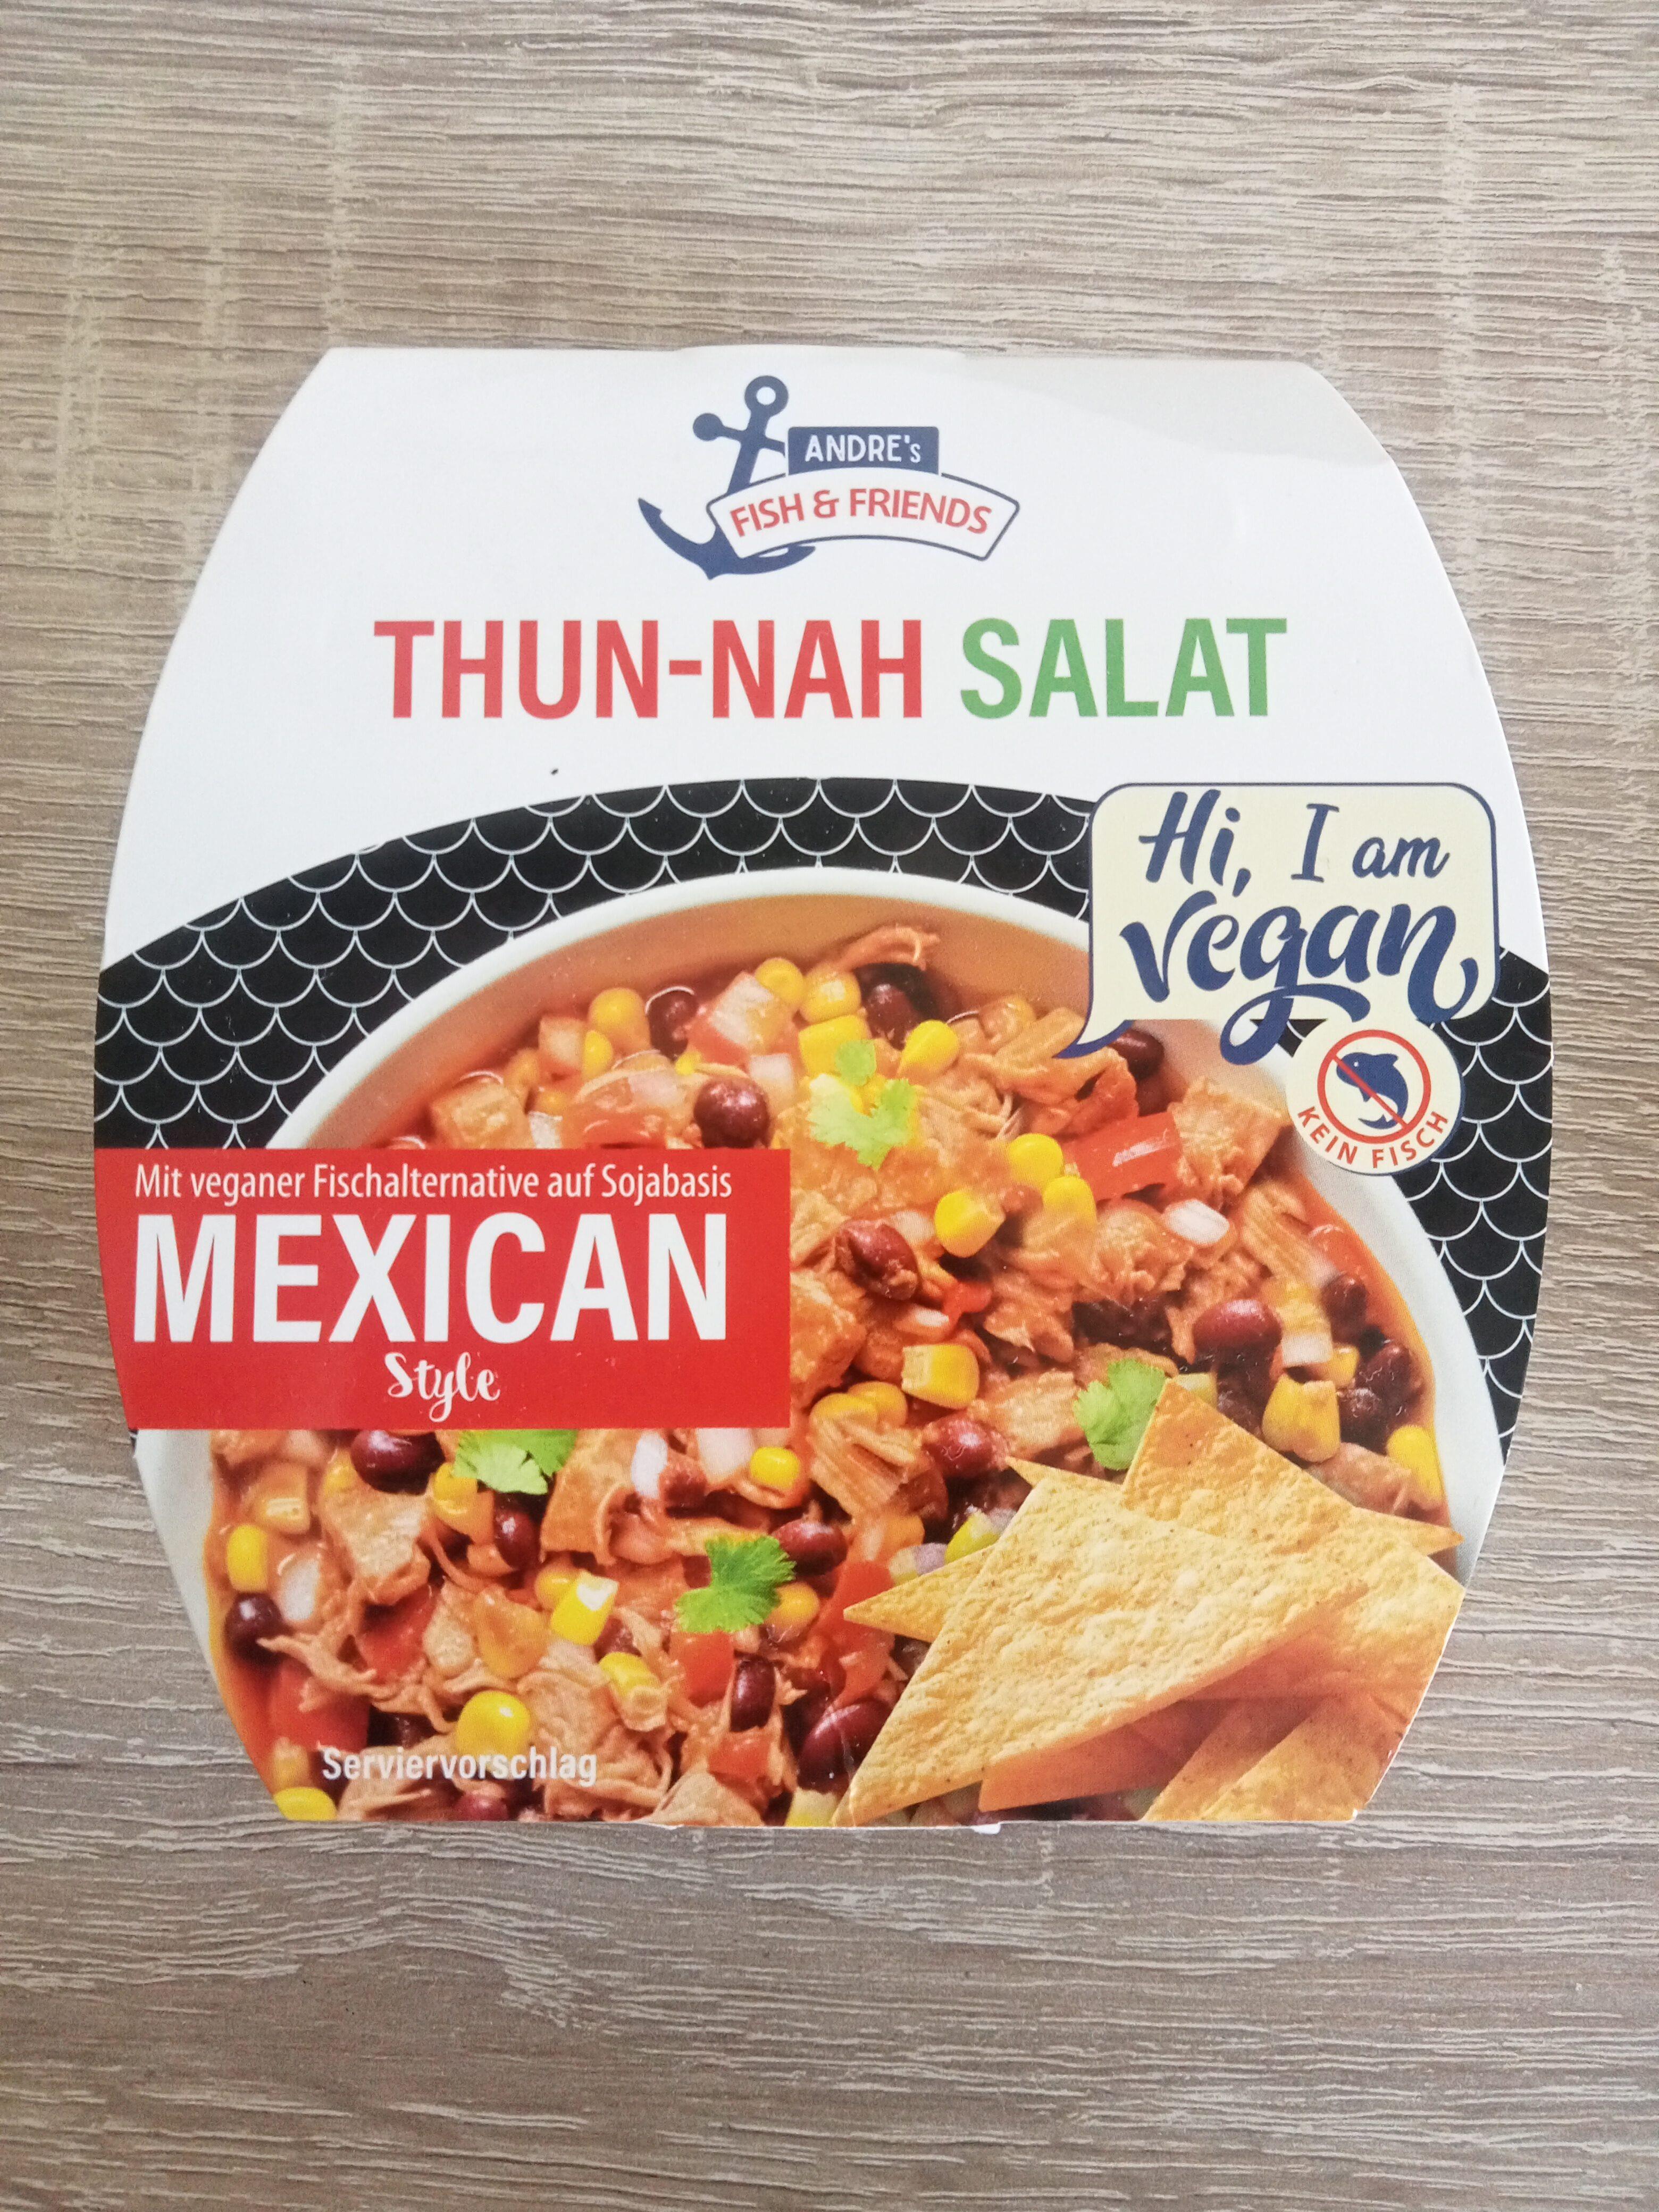 ANDRE's
FISH & FRIENDS
THUN-NAH SALAT
Hi, I am
vegan
KEIN FISCH
Mit veganer Fischalternative auf Sojabasis
MEXICAN
Style
Serviervorschlag